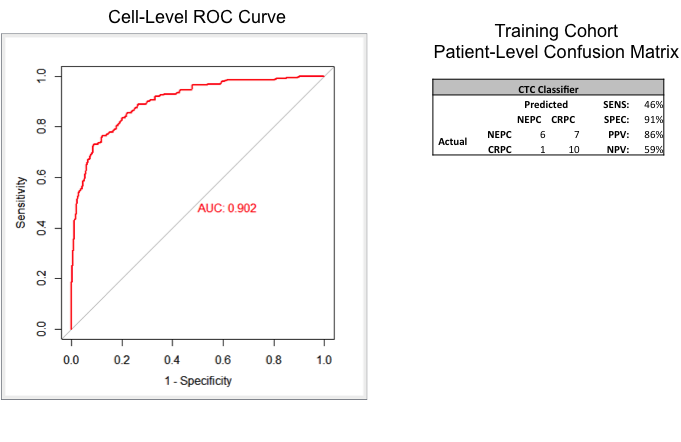 Cell-Level ROC Curve
1.0
0.8
0.6
0.4
0.2
0.0
Sensitivity
AUC: 0.902
0.0 0.2 0.4 0.6 0.8 1.0
1 - Specificity
Training Cohort
Patient-Level Confusion Matrix
CTC Classifier
Predicted SENS: 46%
NEPC CRPC SPEC: 91%
Actual
NEPC 6 7 PPV: 86%
CRPC 1 10 NPV: 59%